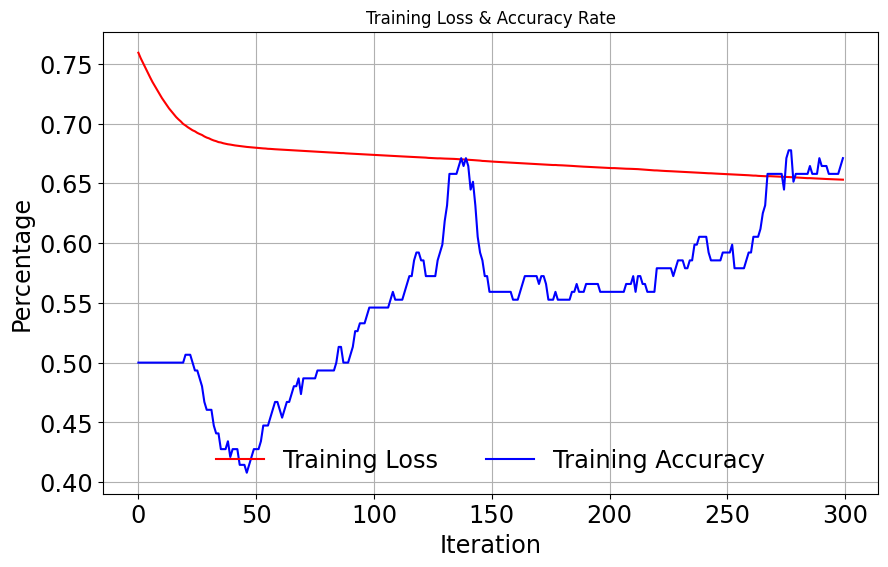 Training Loss & Accuracy Rate
Percentage
0.75
0.70
0.65
0.60
0.55
0.50
0.45
0.40
Training Loss Training Accuracy
0 50 100 150 200 250 300
Iteration